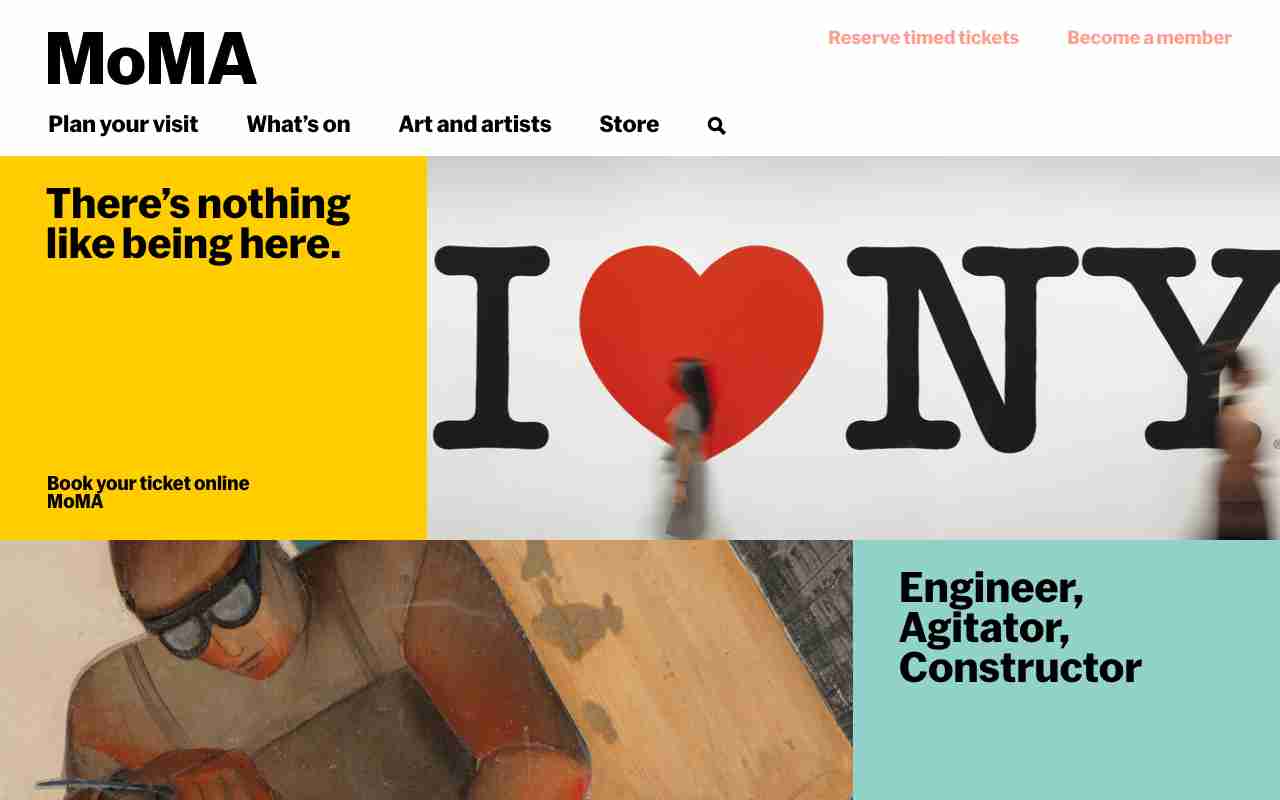 MoMA
Reserve timed tickets
Become a member
Plan your visit
What’s on
Art and artists
Store
There’s nothing
like being here.
Book your ticket online
MoMA
I NY
®
Engineer,
Agitator,
Constructor